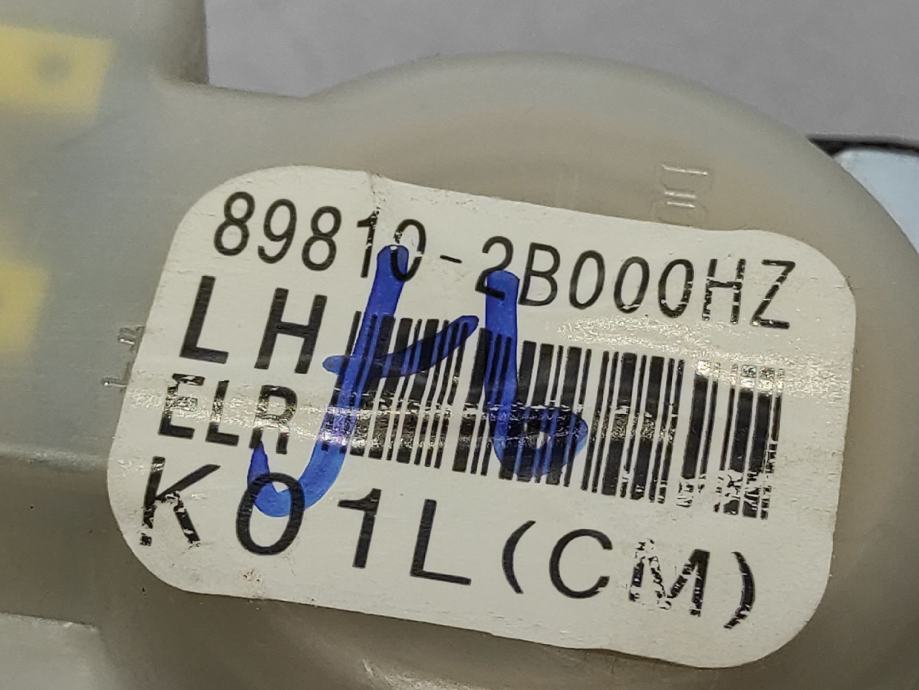 89810-2B000HZ
LH
ELR
K01L(CM)